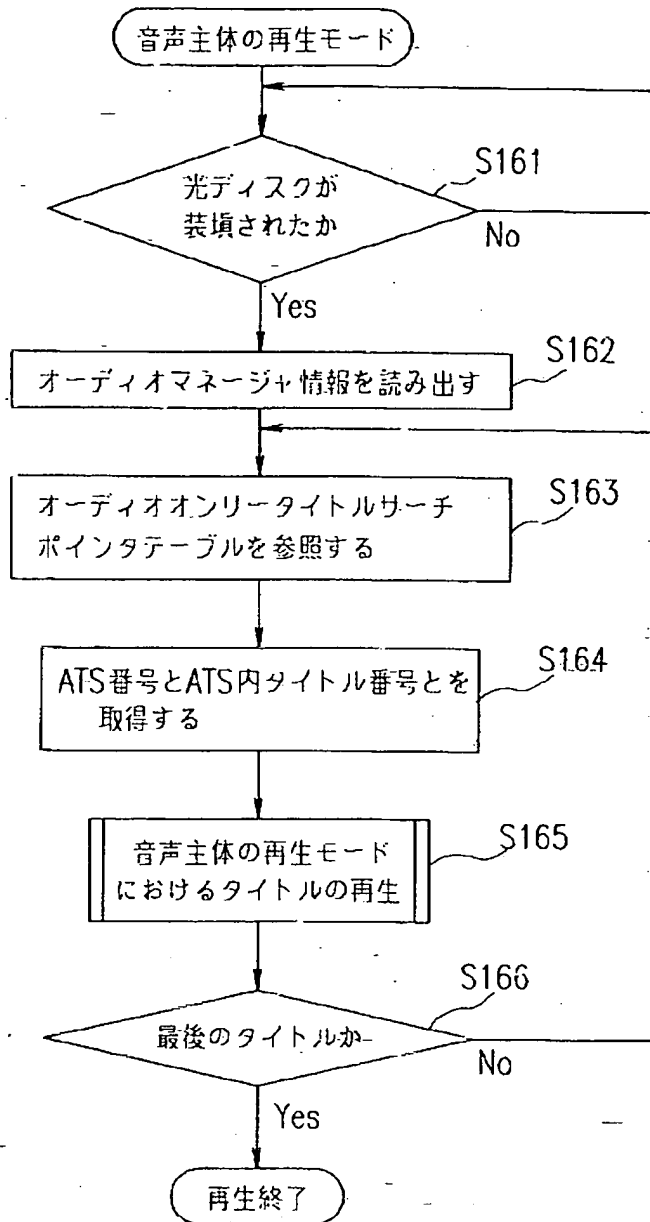 音声主体の再生モード
S161
光ディスクが
装填されたか
No
Yes
S162
オーディオマネージャ情報を読み出す
S163
オーディオオンリータイトルサーチ
ポインタテーブルを参照する
S164
ATS番号とATS内タイトル番号とを
取得する
S165
音声主体の再生モード
におけるタイトルの再生
S166
最後のタイトルか
No
Yes
再生終了